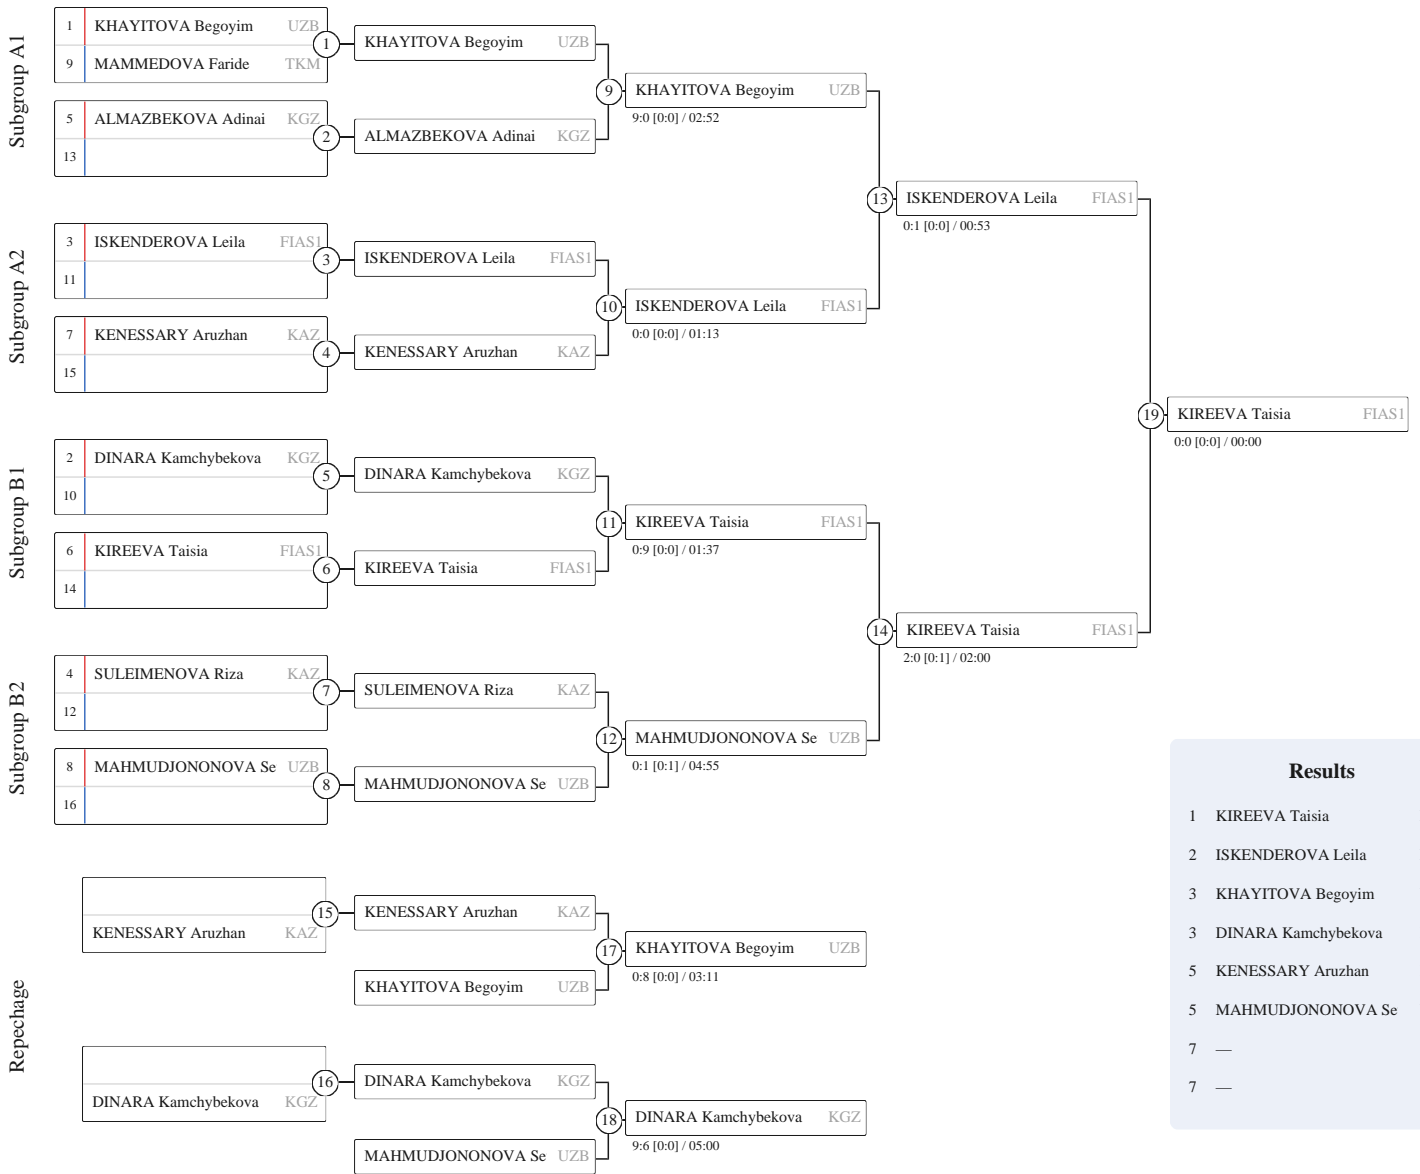 Subgroup A1
1 KHAYITOVA Begoyim UZB
9 MAMMEDOVA Faride TKM
1
KHAYITOVA Begoyim UZB
5 ALMAZBEKOVA Adinai KGZ
13
2
ALMAZBEKOVA Adinai KGZ
9
KHAYITOVA Begoyim UZB
9:0 [0:0] / 02:52
Subgroup A2
3 ISKENDEROVA Leila FIAS1
11
3
ISKENDEROVA Leila FIAS1
7 KENESSARY Aruzhan KAZ
15
4
KENESSARY Aruzhan KAZ
10
ISKENDEROVA Leila FIAS1
0:0 [0:0] / 01:13
13
ISKENDEROVA Leila FIAS1
0:1 [0:0] / 00:53
Subgroup B1
2 DINARA Kamchybekova KGZ
10
5
DINARA Kamchybekova KGZ
6 KIREEVA Taisia FIAS1
14
6
KIREEVA Taisia FIAS1
11
KIREEVA Taisia FIAS1
0:9 [0:0] / 01:37
Subgroup B2
4 SULEIMENOVA Riza KAZ
12
7
SULEIMENOVA Riza KAZ
8 MAHMUDJONONOVA Se UZB
16
8
MAHMUDJONONOVA Se UZB
12
MAHMUDJONONOVA Se UZB
0:1 [0:1] / 04:55
14
KIREEVA Taisia FIAS1
2:0 [0:1] / 02:00
19
KIREEVA Taisia FIAS1
0:0 [0:0] / 00:00
Repechage
KENESSARY Aruzhan KAZ
15
KENESSARY Aruzhan KAZ
KHAYITOVA Begoyim UZB
17
KHAYITOVA Begoyim UZB
0:8 [0:0] / 03:11
DINARA Kamchybekova KGZ
16
DINARA Kamchybekova KGZ
MAHMUDJONONOVA Se UZB
18
DINARA Kamchybekova KGZ
9:6 [0:0] / 05:00
Results
1 KIREEVA Taisia
2 ISKENDEROVA Leila
3 KHAYITOVA Begoyim
3 DINARA Kamchybekova
5 KENESSARY Aruzhan
5 MAHMUDJONONOVA Se
7 —
7 —